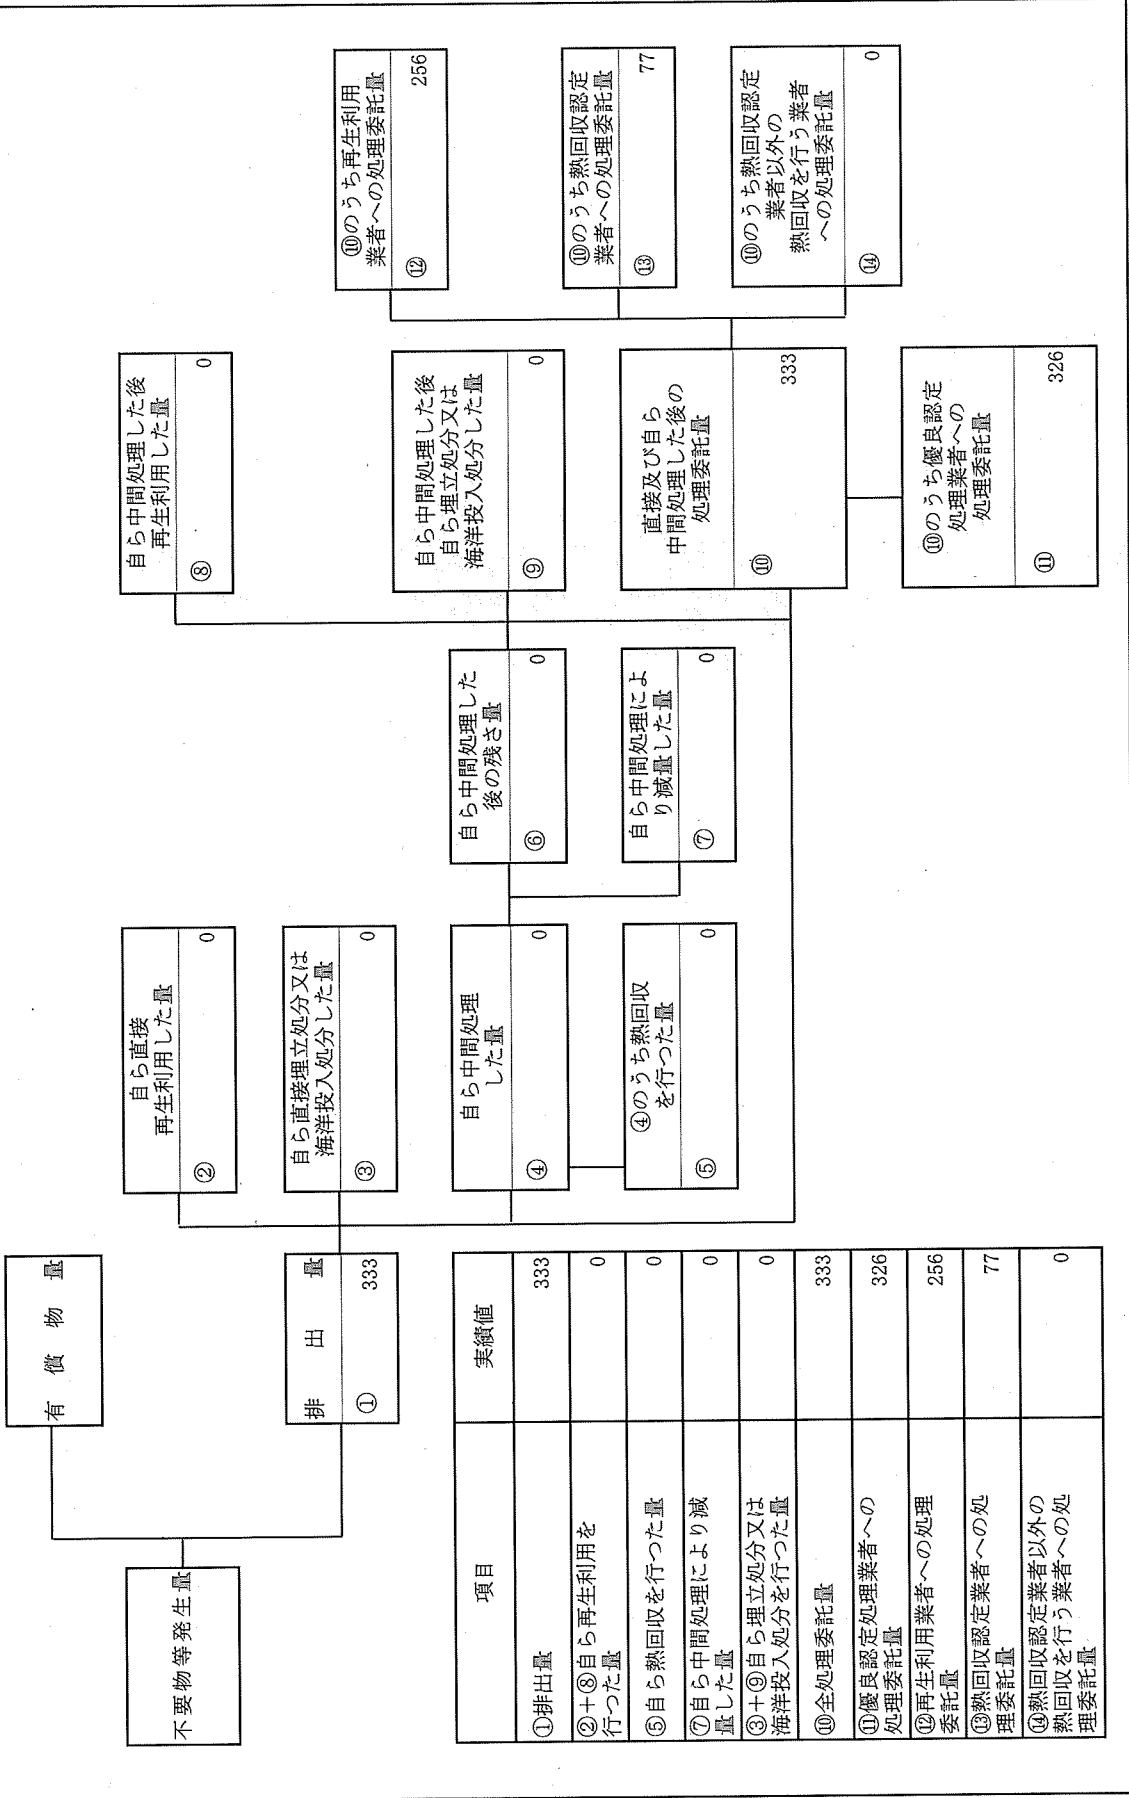 不要物等発生量
有償物量
排出量
① 333
自ら直接
再生利用した量
② 0
自ら直接埋立処分又は
海洋投入処分した量
③ 0
自ら中間処理
した量
④ 0
④のうち熱回収
を行つた量
⑤ 0
自ら中間処理した
後の残さ量
⑥ 0
自ら中間処理によ
り減量した量
⑦ 0
自ら中間処理した後
再生利用した量
⑧ 0
自ら中間処理した後
自ら埋立処分又は
海洋投入処分した量
⑨ 0
直接及び自ら
中間処理した後の
処理委託量
⑩ 333
⑩のうち優良認定
処理業者への
処理委託量
⑪ 326
⑩のうち再生利用
業者への処理委託量
⑫ 256
⑩のうち熱回収認定
業者への処理委託量
⑬ 77
⑩のうち熱回収認定
業者以外の
熱回収を行う業者
への処理委託量
⑭ 0
項目 実績値
①排出量 333
②+⑧自ら再生利用を 0
行つた量
⑤自ら熱回収を行つた量 0
⑦自ら中間処理により減 0
量した量
③+⑨自ら埋立処分又は 0
海洋投入処分を行つた量
⑩全処理委託量 333
⑪優良認定処理業者への 326
処理委託量
⑫再生利用業者への処理 256
委託量
⑬熱回収認定業者への処 77
理委託量
⑭熱回収認定業者以外の 0
熱回収を行う業者への処
理委託量